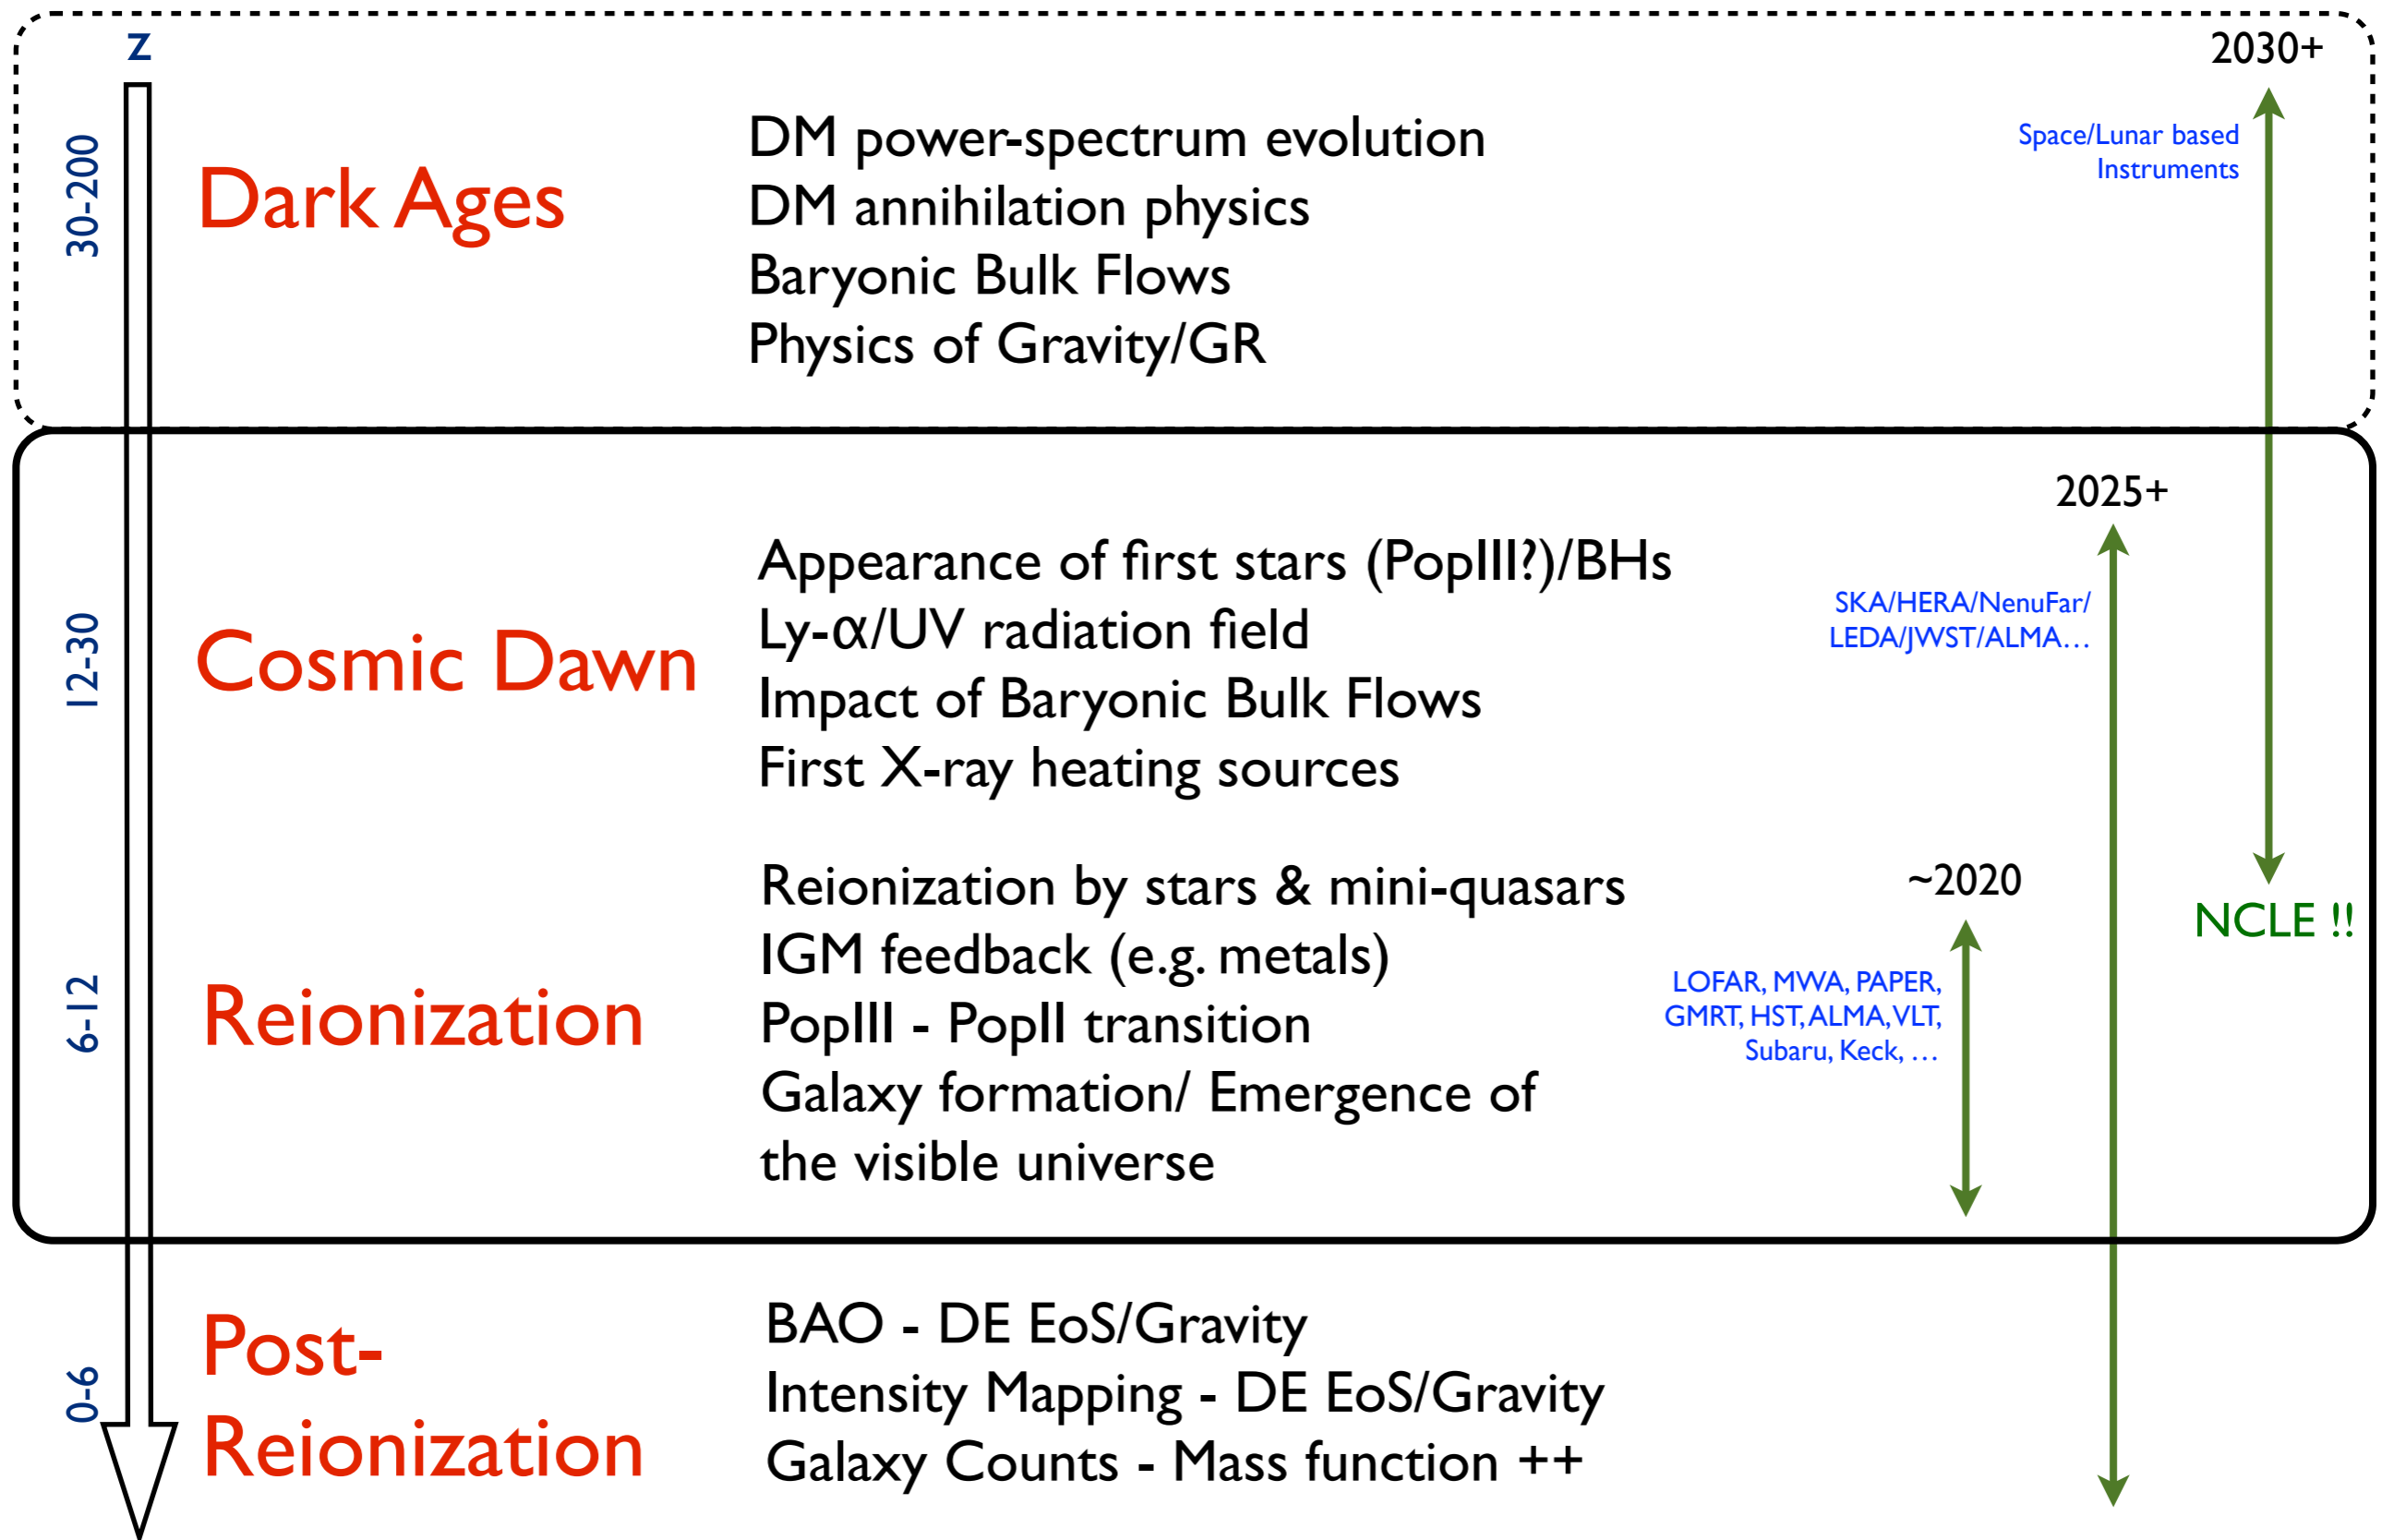 z
2030+
30-200
Dark Ages
DM power-spectrum evolution
DM annihilation physics
Baryonic Bulk Flows
Physics of Gravity/GR
Space/Lunar based
Instruments
2025+
12-30
Cosmic Dawn
Appearance of first stars (PopIII?)/BHs
Ly-α/UV radiation field
Impact of Baryonic Bulk Flows
First X-ray heating sources
SKA/HERA/NenuFar/
LEDA/JWST/ALMA…
6-12
Reionization
Reionization by stars & mini-quasars
IGM feedback (e.g. metals)
PopIII - PopII transition
Galaxy formation/ Emergence of
the visible universe
~2020
LOFAR, MWA, PAPER,
GMRT, HST, ALMA, VLT,
Subaru, Keck, …
NCLE !!
0-6
Post-
Reionization
BAO - DE EoS/Gravity
Intensity Mapping - DE EoS/Gravity
Galaxy Counts - Mass function ++